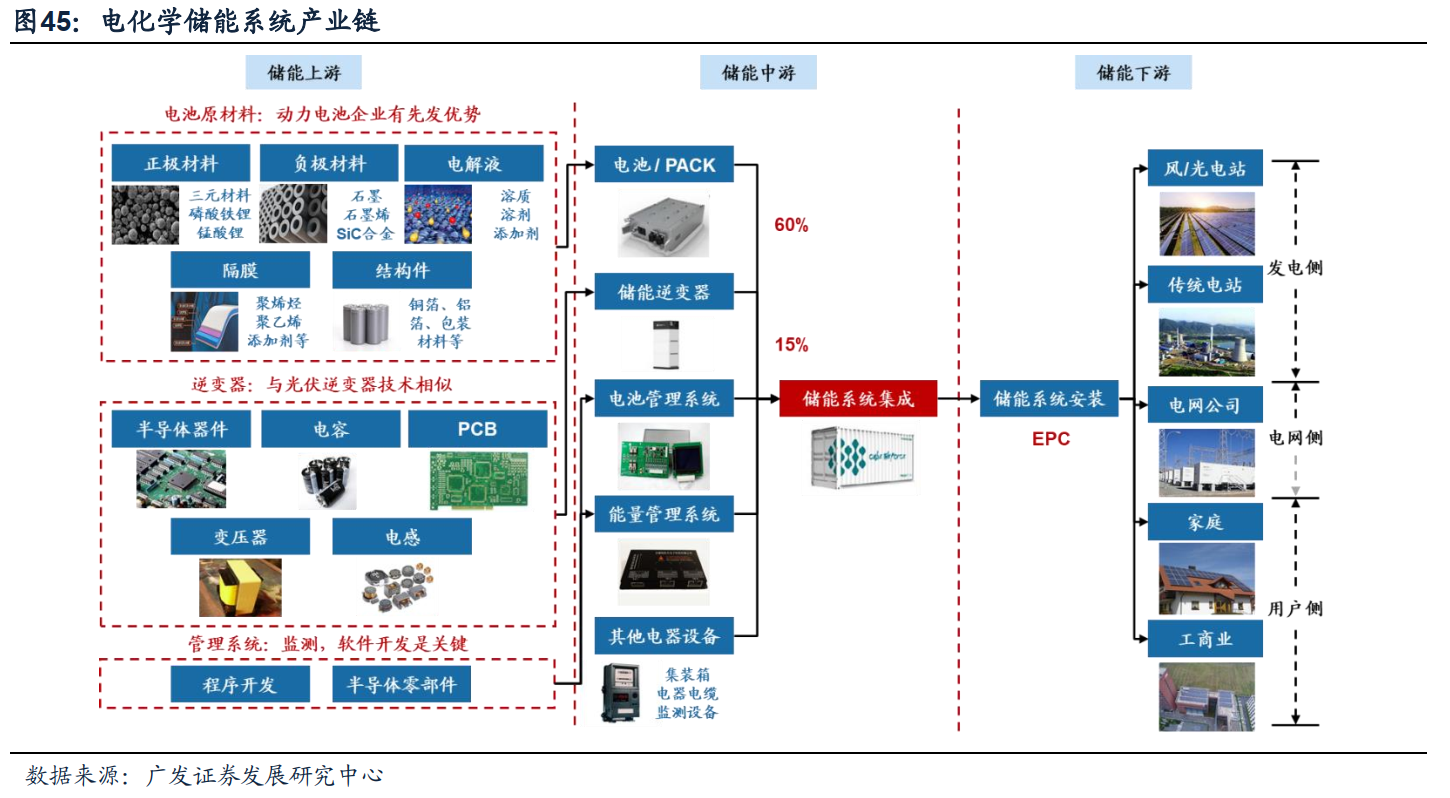 图45：电化学储能系统产业链
储能上游
储能中游
储能下游
电池原材料：动力电池企业有先发优势
正极材料
负极材料
电解液
三元材料
磷酸铁锂
锰酸锂
石墨
石墨烯
SiC合金
溶质
溶剂
添加剂
隔膜
结构件
聚烯烃
聚乙烯
添加剂等
铜箔、铝
箔、包装
材料等
逆变器：与光伏逆变器技术相似
半导体器件
电容
PCB
变压器
电感
管理系统：监测，软件开发是关键
程序开发
半导体零部件
电池/PACK
60%
储能逆变器
15%
电池管理系统
能量管理系统
其他电器设备
集装箱
电器电缆
监测设备
储能系统集成
储能系统安装
EPC
风/光电站
传统电站
发电侧
电网公司
电网侧
家庭
工商业
用户侧
数据来源：广发证券发展研究中心